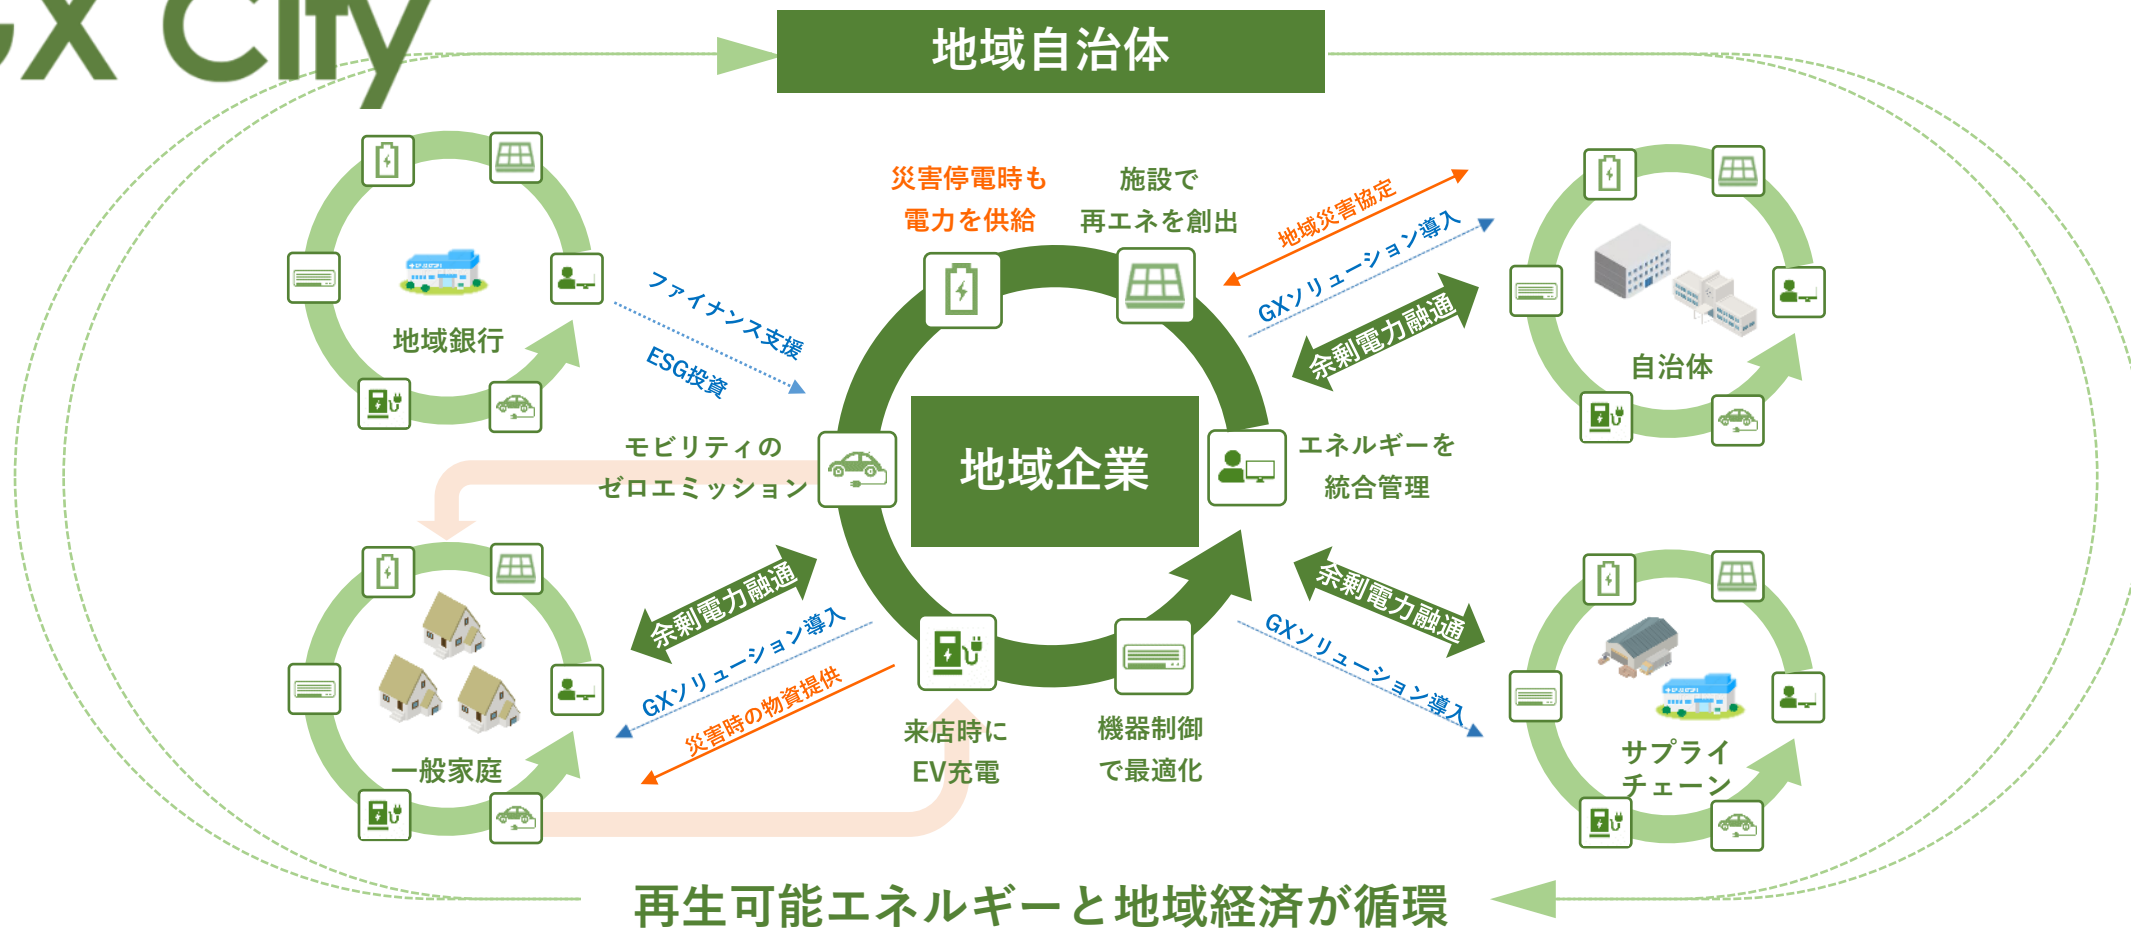 GX City
地域自治体
災害停電時も
電力を供給
施設で
再エネを創出
地域災害協定
GXソリューション導入
余剰電力融通
ファイナンス支援
ESG投資
地域銀行
自治体
モビリティの
ゼロエミッション
地域企業
エネルギーを
統合管理
余剰電力融通
GXソリューション導入
災害時の物資提供
一般家庭
来店時に
EV充電
機器制御
で最適化
余剰電力融通
GXソリューション導入
サプライ
チェーン
再生可能エネルギーと地域経済が循環